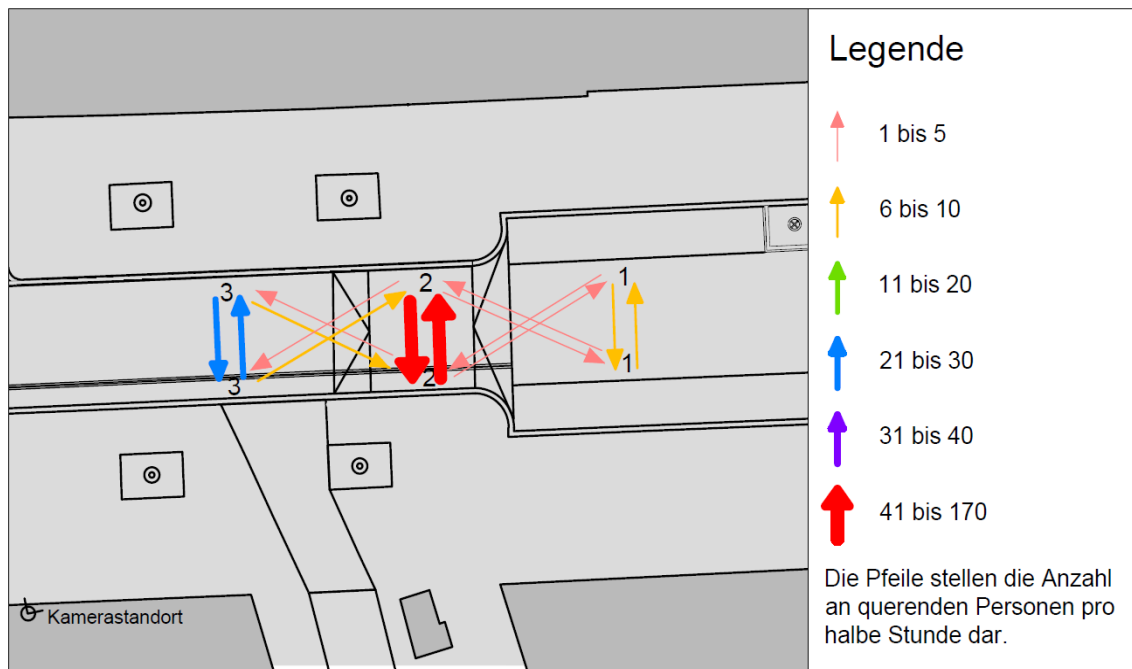 Legende
1 bis 5
6 bis 10
11 bis 20
21 bis 30
31 bis 40
41 bis 170
Die Pfeile stellen die Anzahl
an querenden Personen pro
halbe Stunde dar.
3 2 1
3 2 1
Kamerastandort